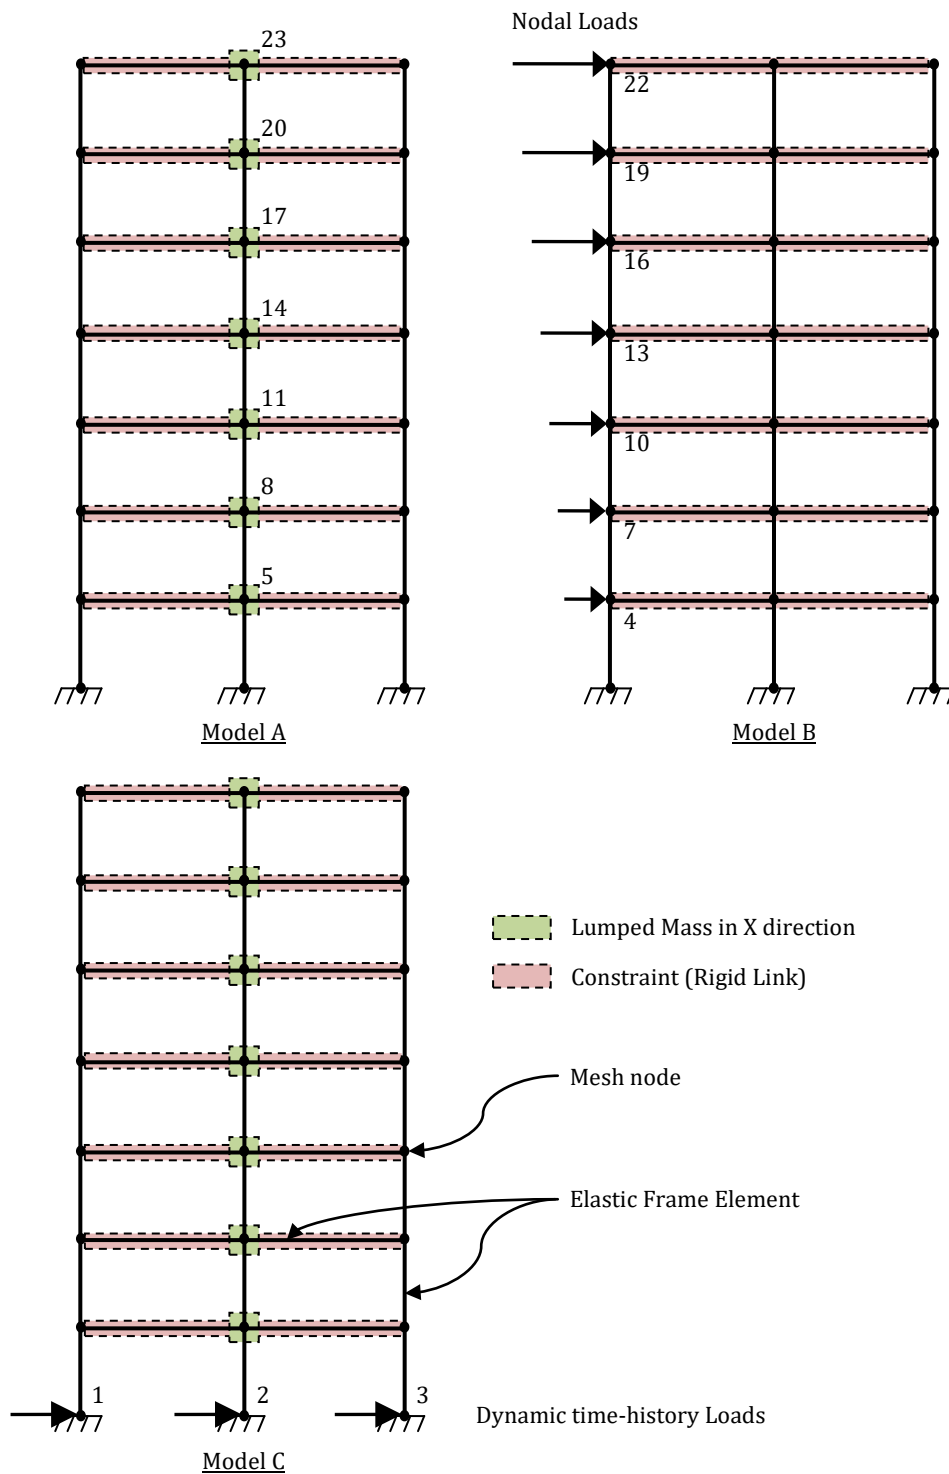 Nodal Loads
23
20
17
14
11
8
5
Model A
22
19
16
13
10
7
4
Model B
Lumped Mass in X direction
Constraint (Rigid Link)
Mesh node
Elastic Frame Element
1
2
3
Dynamic time-history Loads
Model C